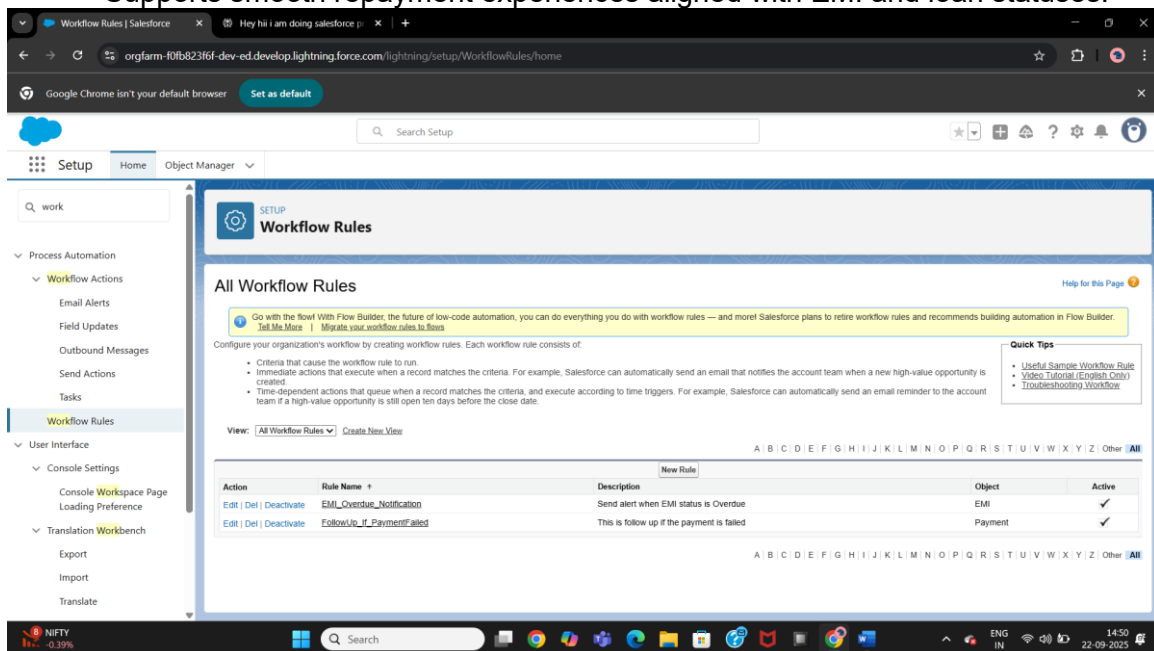 Supports smooth repayment experiences aligned with EMI and loan statuses.
Workflow Rules | Salesforce
Hey hii i am doing salesforce pr
orgfarm-f0fb823f6f-dev-ed.develop.lightning.force.com/lightning/setup/WorkflowRules/home
Google Chrome isn't your default browser
Set as default
Search Setup
Setup
Home
Object Manager
work
SETUP
Workflow Rules
Process Automation
Workflow Actions
Email Alerts
Field Updates
Outbound Messages
Send Actions
Tasks
Workflow Rules
User Interface
Console Settings
Console Workspace Page
Loading Preference
Translation Workbench
Export
Import
Translate
All Workflow Rules
Help for this Page
Go with the flow! With Flow Builder, the future of low-code automation, you can do everything you do with workflow rules — and more! Salesforce plans to retire workflow rules and recommends building automation in Flow Builder.
Tell Me More | Migrate your workflow rules to flows
Configure your organization's workflow by creating workflow rules. Each workflow rule consists of:
Criteria that cause the workflow rule to run.
Immediate actions that execute when a record matches the criteria. For example, Salesforce can automatically send an email that notifies the account team when a new high-value opportunity is
created.
Time-dependent actions that queue when a record matches the criteria, and execute according to time triggers. For example, Salesforce can automatically send an email reminder to the account
team if a high-value opportunity is still open ten days before the close date.
Quick Tips
Useful Sample Workflow Rule
Video Tutorial (English Only)
Troubleshooting Workflow
View: All Workflow Rules Create New View
A | B | C | D | E | F | G | H | I | J | K | L | M | N | O | P | Q | R | S | T | U | V | W | X | Y | Z | Other All
New Rule
Action Rule Name ↑ Description Object Active
Edit | Del | Deactivate EMI_Overdue_Notification Send alert when EMI status is Overdue EMI
Edit | Del | Deactivate FollowUp_If_PaymentFailed This is follow up if the payment is failed Payment
A | B | C | D | E | F | G | H | I | J | K | L | M | N | O | P | Q | R | S | T | U | V | W | X | Y | Z | Other All
8
NIFTY
-0.39%
Search
ENG
IN
14:50
22-09-2025